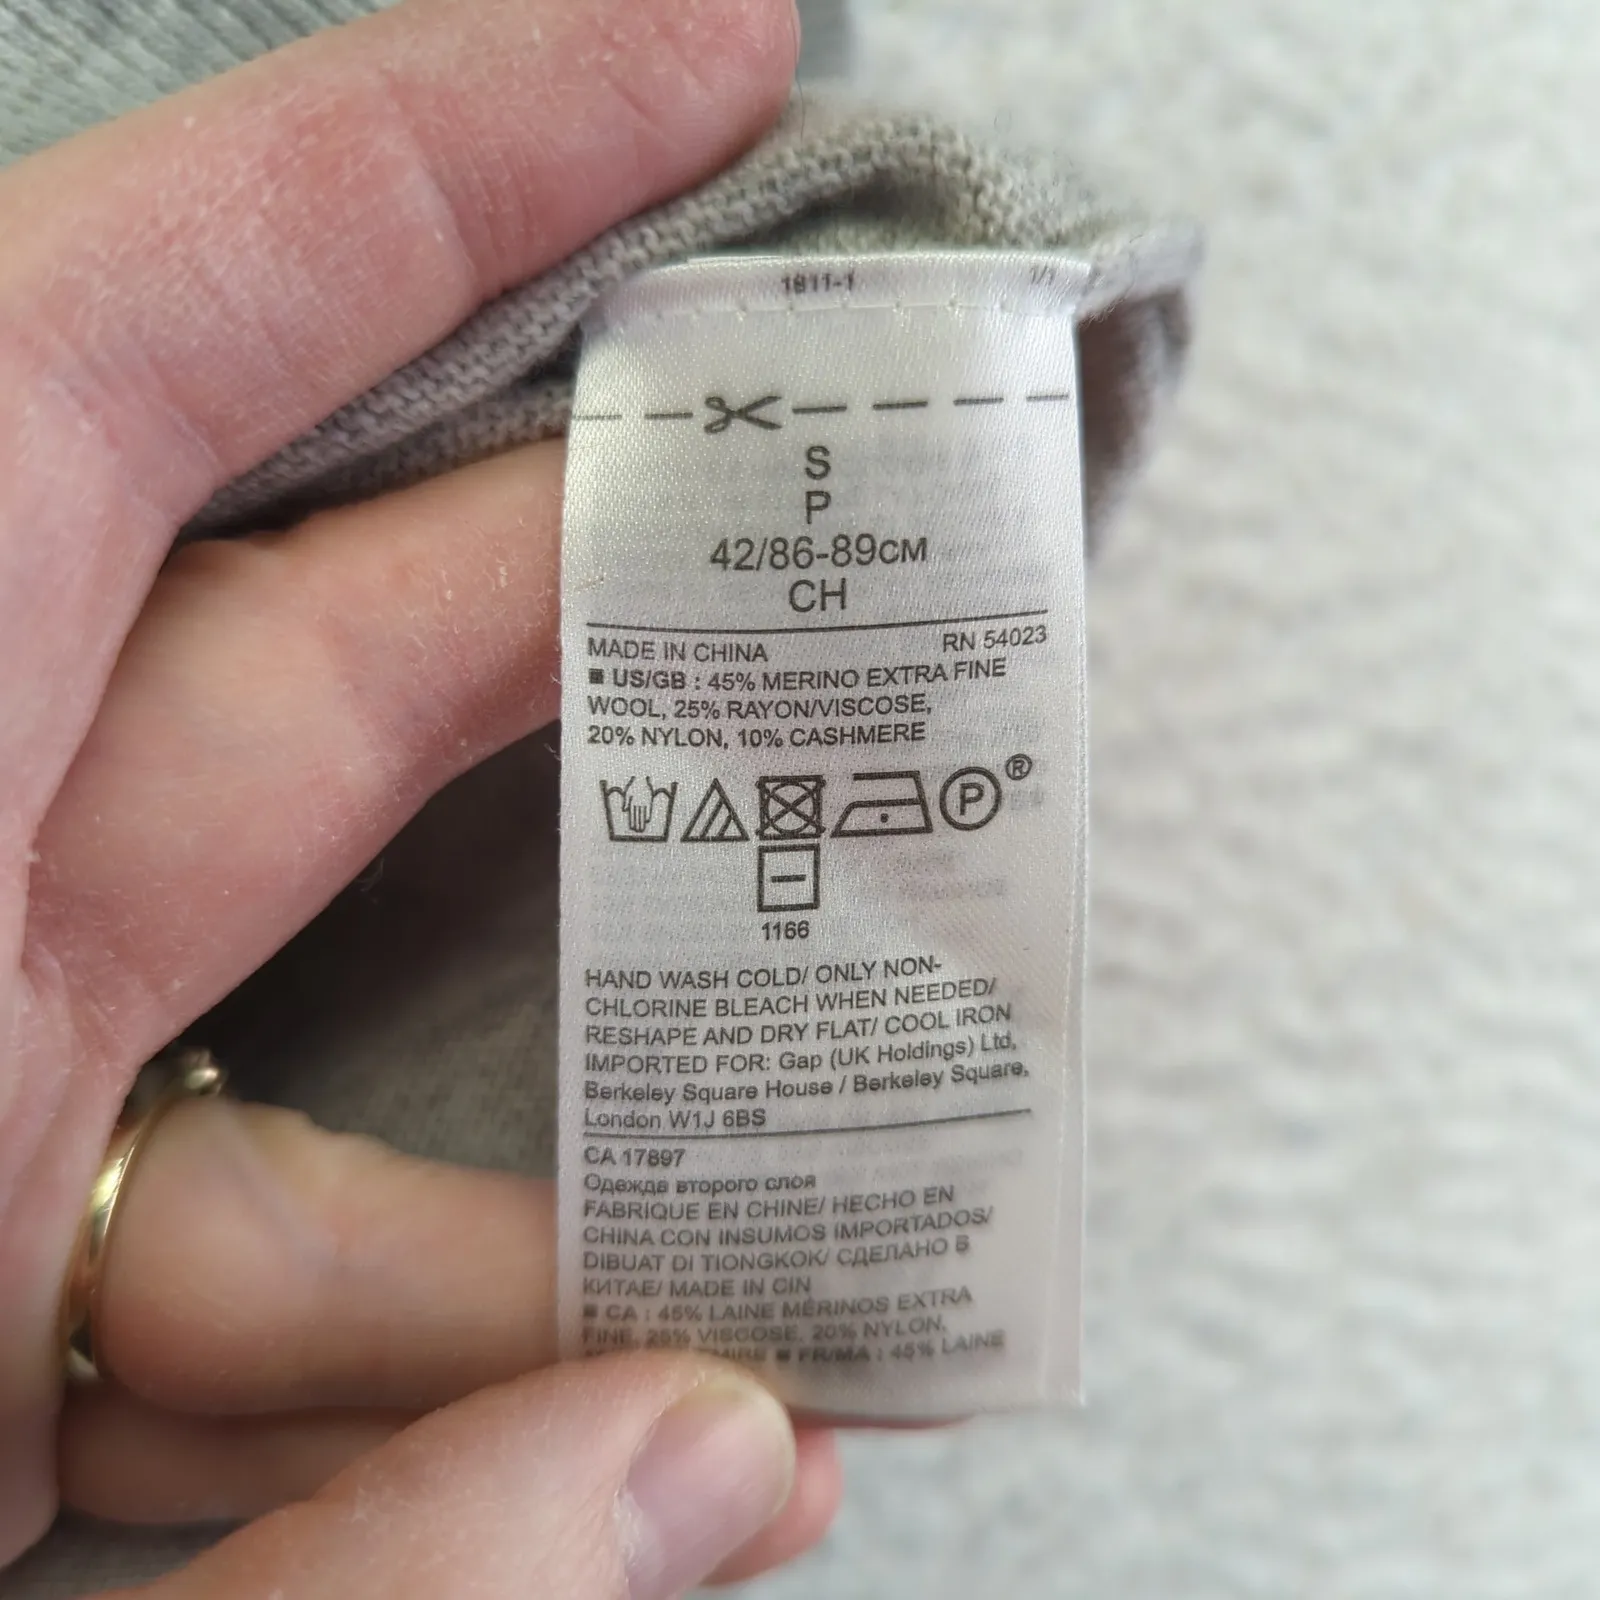 1811-1 1/1
S
P
42/86-89CM
CH
MADE IN CHINA RN 54023
■ US/GB : 45% MERINO EXTRA FINE
WOOL, 25% RAYON/VISCOSE,
20% NYLON, 10% CASHMERE
P ®
1166
HAND WASH COLD/ ONLY NON-
CHLORINE BLEACH WHEN NEEDED/
RESHAPE AND DRY FLAT/ COOL IRON
IMPORTED FOR: Gap (UK Holdings) Ltd,
Berkeley Square House / Berkeley Square,
London W1J 6BS
CA 17897
Одежда второго слоя
FABRIQUE EN CHINE/ HECHO EN
CHINA CON INSUMOS IMPORTADOS/
DIBUAT DI TIONGKOK/ СДЕЛАНО В
КИТАЕ/ MADE IN CIN
■ CA : 45% LAINE MÉRINOS EXTRA
FINE, 25% VISCOSE, 20% NYLON,
■ FR/MA : 45% LAINE